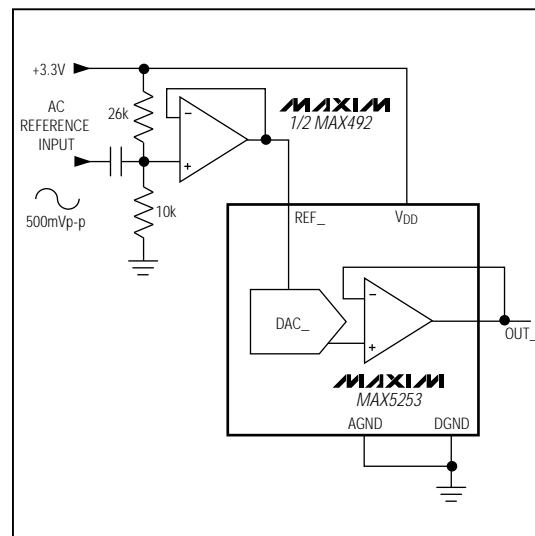 +3.3V
AC
REFERENCE
INPUT
500mVp-p
26k
10k
−
+
MAXIM
1/2 MAX492
REF_
VDD
DAC_
−
+
OUT_
MAXIM
MAX5253
AGND
DGND